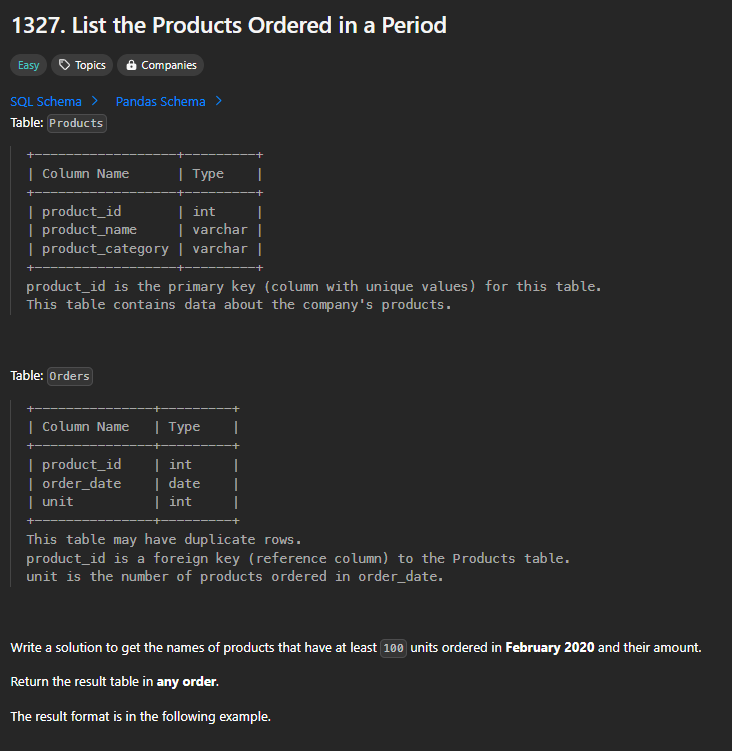 1327. List the Products Ordered in a Period
Easy Topics Companies
SQL Schema > Pandas Schema >
Table: Products
+------------------+---------+
| Column Name      | Type    |
+------------------+---------+
| product_id       | int     |
| product_name     | varchar |
| product_category | varchar |
+------------------+---------+
product_id is the primary key (column with unique values) for this table.
This table contains data about the company's products.
Table: Orders
+---------------+---------+
| Column Name   | Type    |
+---------------+---------+
| product_id    | int     |
| order_date    | date    |
| unit          | int     |
+---------------+---------+
This table may have duplicate rows.
product_id is a foreign key (reference column) to the Products table.
unit is the number of products ordered in order_date.
Write a solution to get the names of products that have at least 100 units ordered in February 2020 and their amount.
Return the result table in any order.
The result format is in the following example.